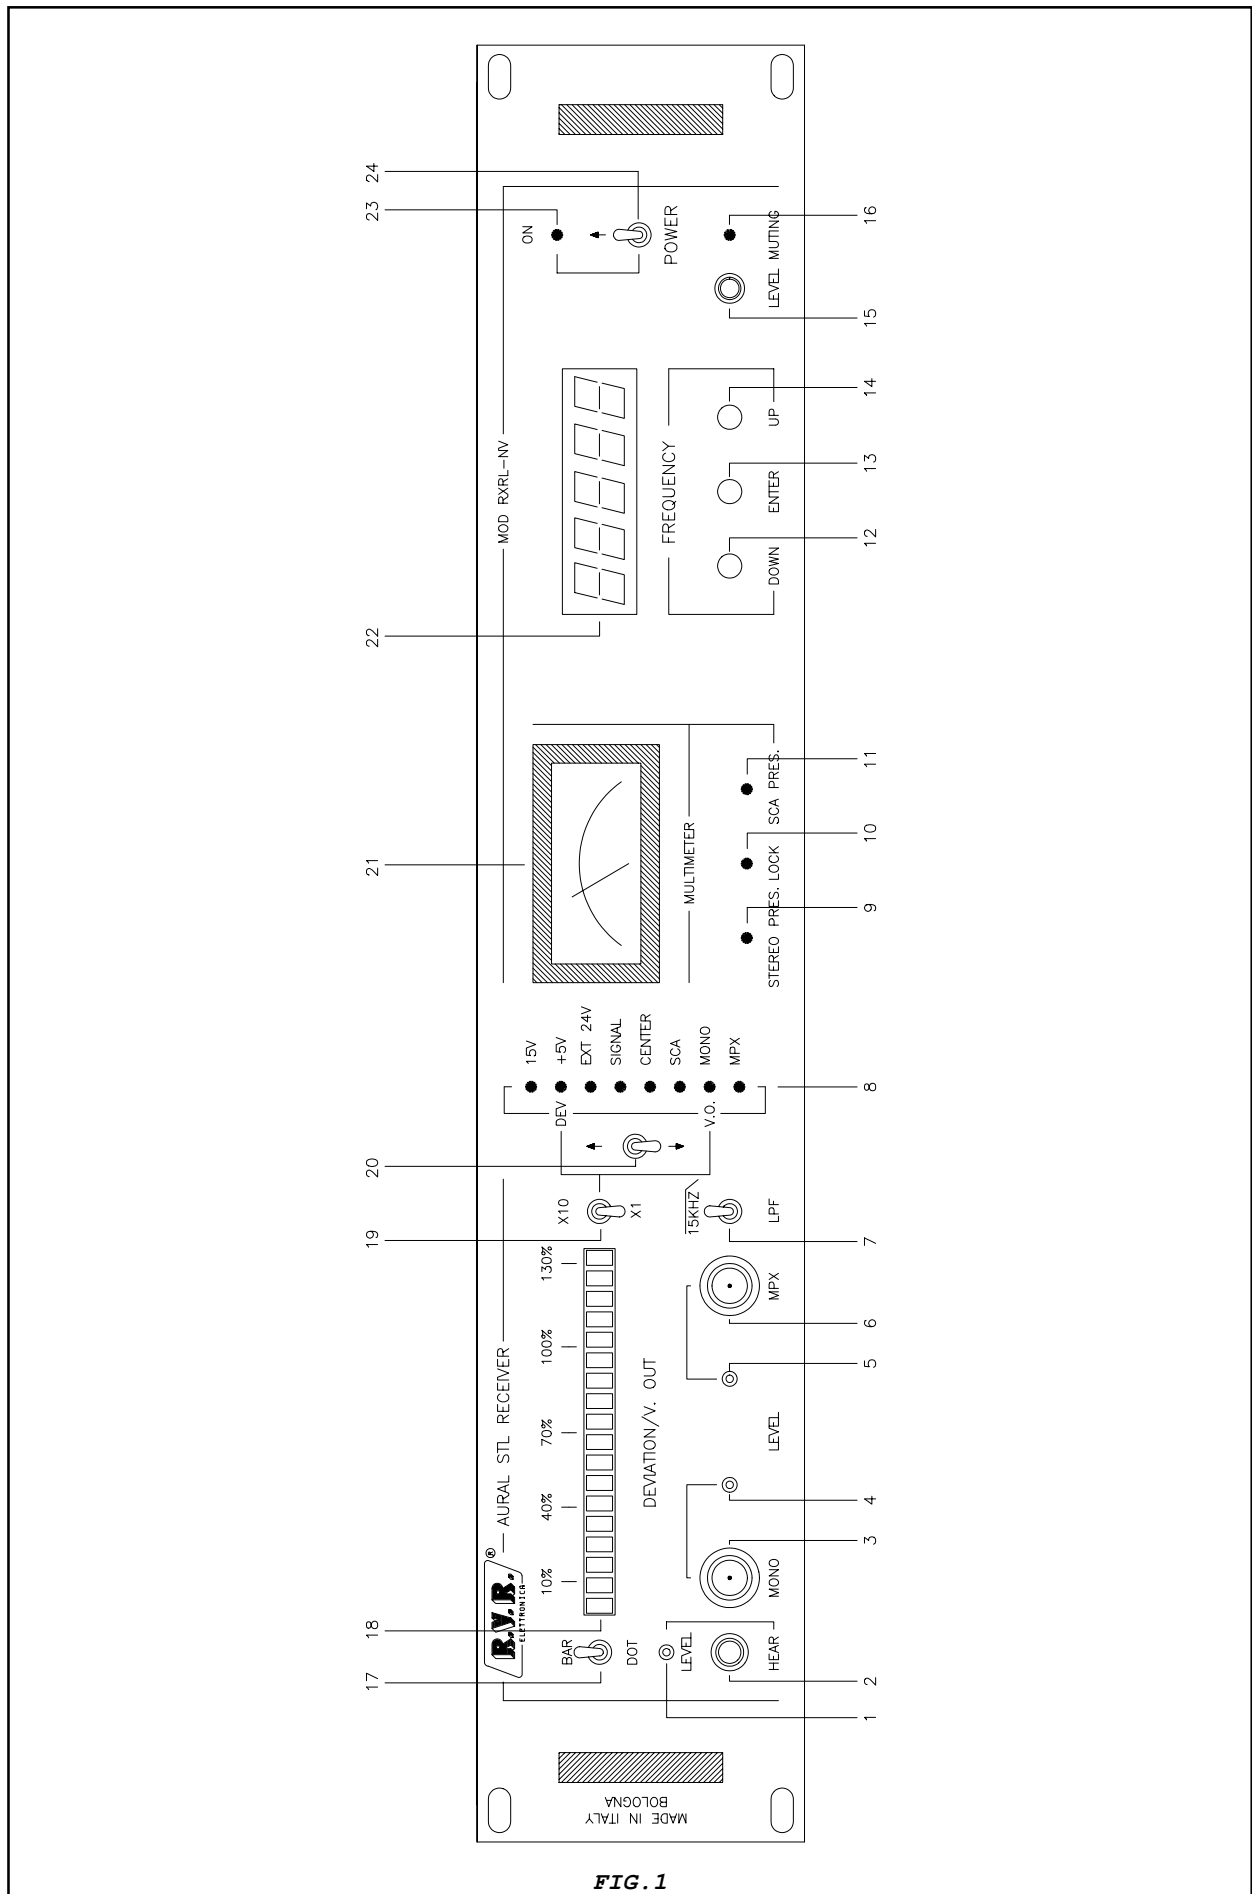 17
18
19
20
21
22
23
24
R.V.R.®
ELETTRONICA
AURAL STL RECEIVER
MOD RXRL-NV
MADE IN ITALY
BOLOGNA
BAR
DOT
10%
40%
70%
100%
130%
DEVIATION/V. OUT
X10
X1
DEV
V.O.
15V
+5V
EXT 24V
SIGNAL
CENTER
SCA
MONO
MPX
MULTIMETER
FREQUENCY
ON
POWER
LEVEL
HEAR
MONO
LEVEL
MPX
15KHZ
LPF
STEREO PRES.
LOCK
SCA PRES.
DOWN
ENTER
UP
LEVEL
MUTING
1
2
3
4
5
6
7
8
9
10
11
12
13
14
15
16
FIG.1